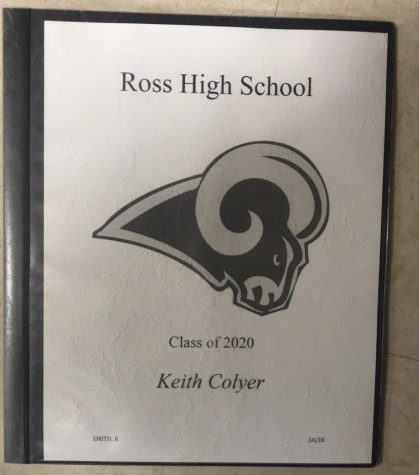 Ross High School
Class of 2020
Keith Colyer
SMITH, R